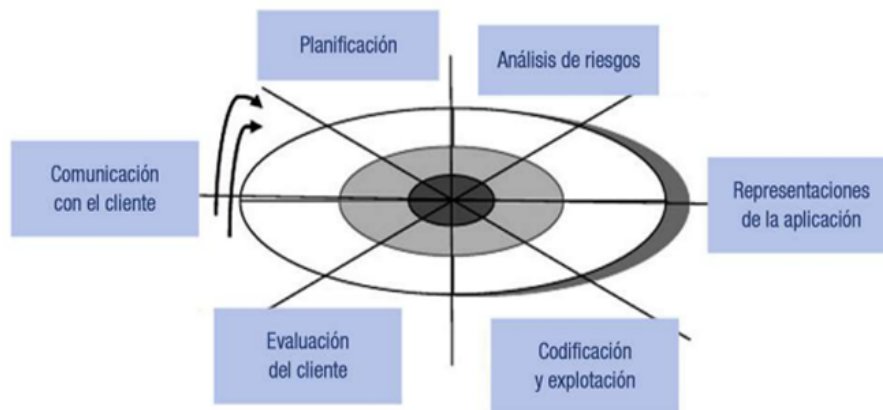 Planificación
Análisis de riesgos
Comunicación
con el cliente
Representaciones
de la aplicación
Evaluación
del cliente
Codificación
y explotación